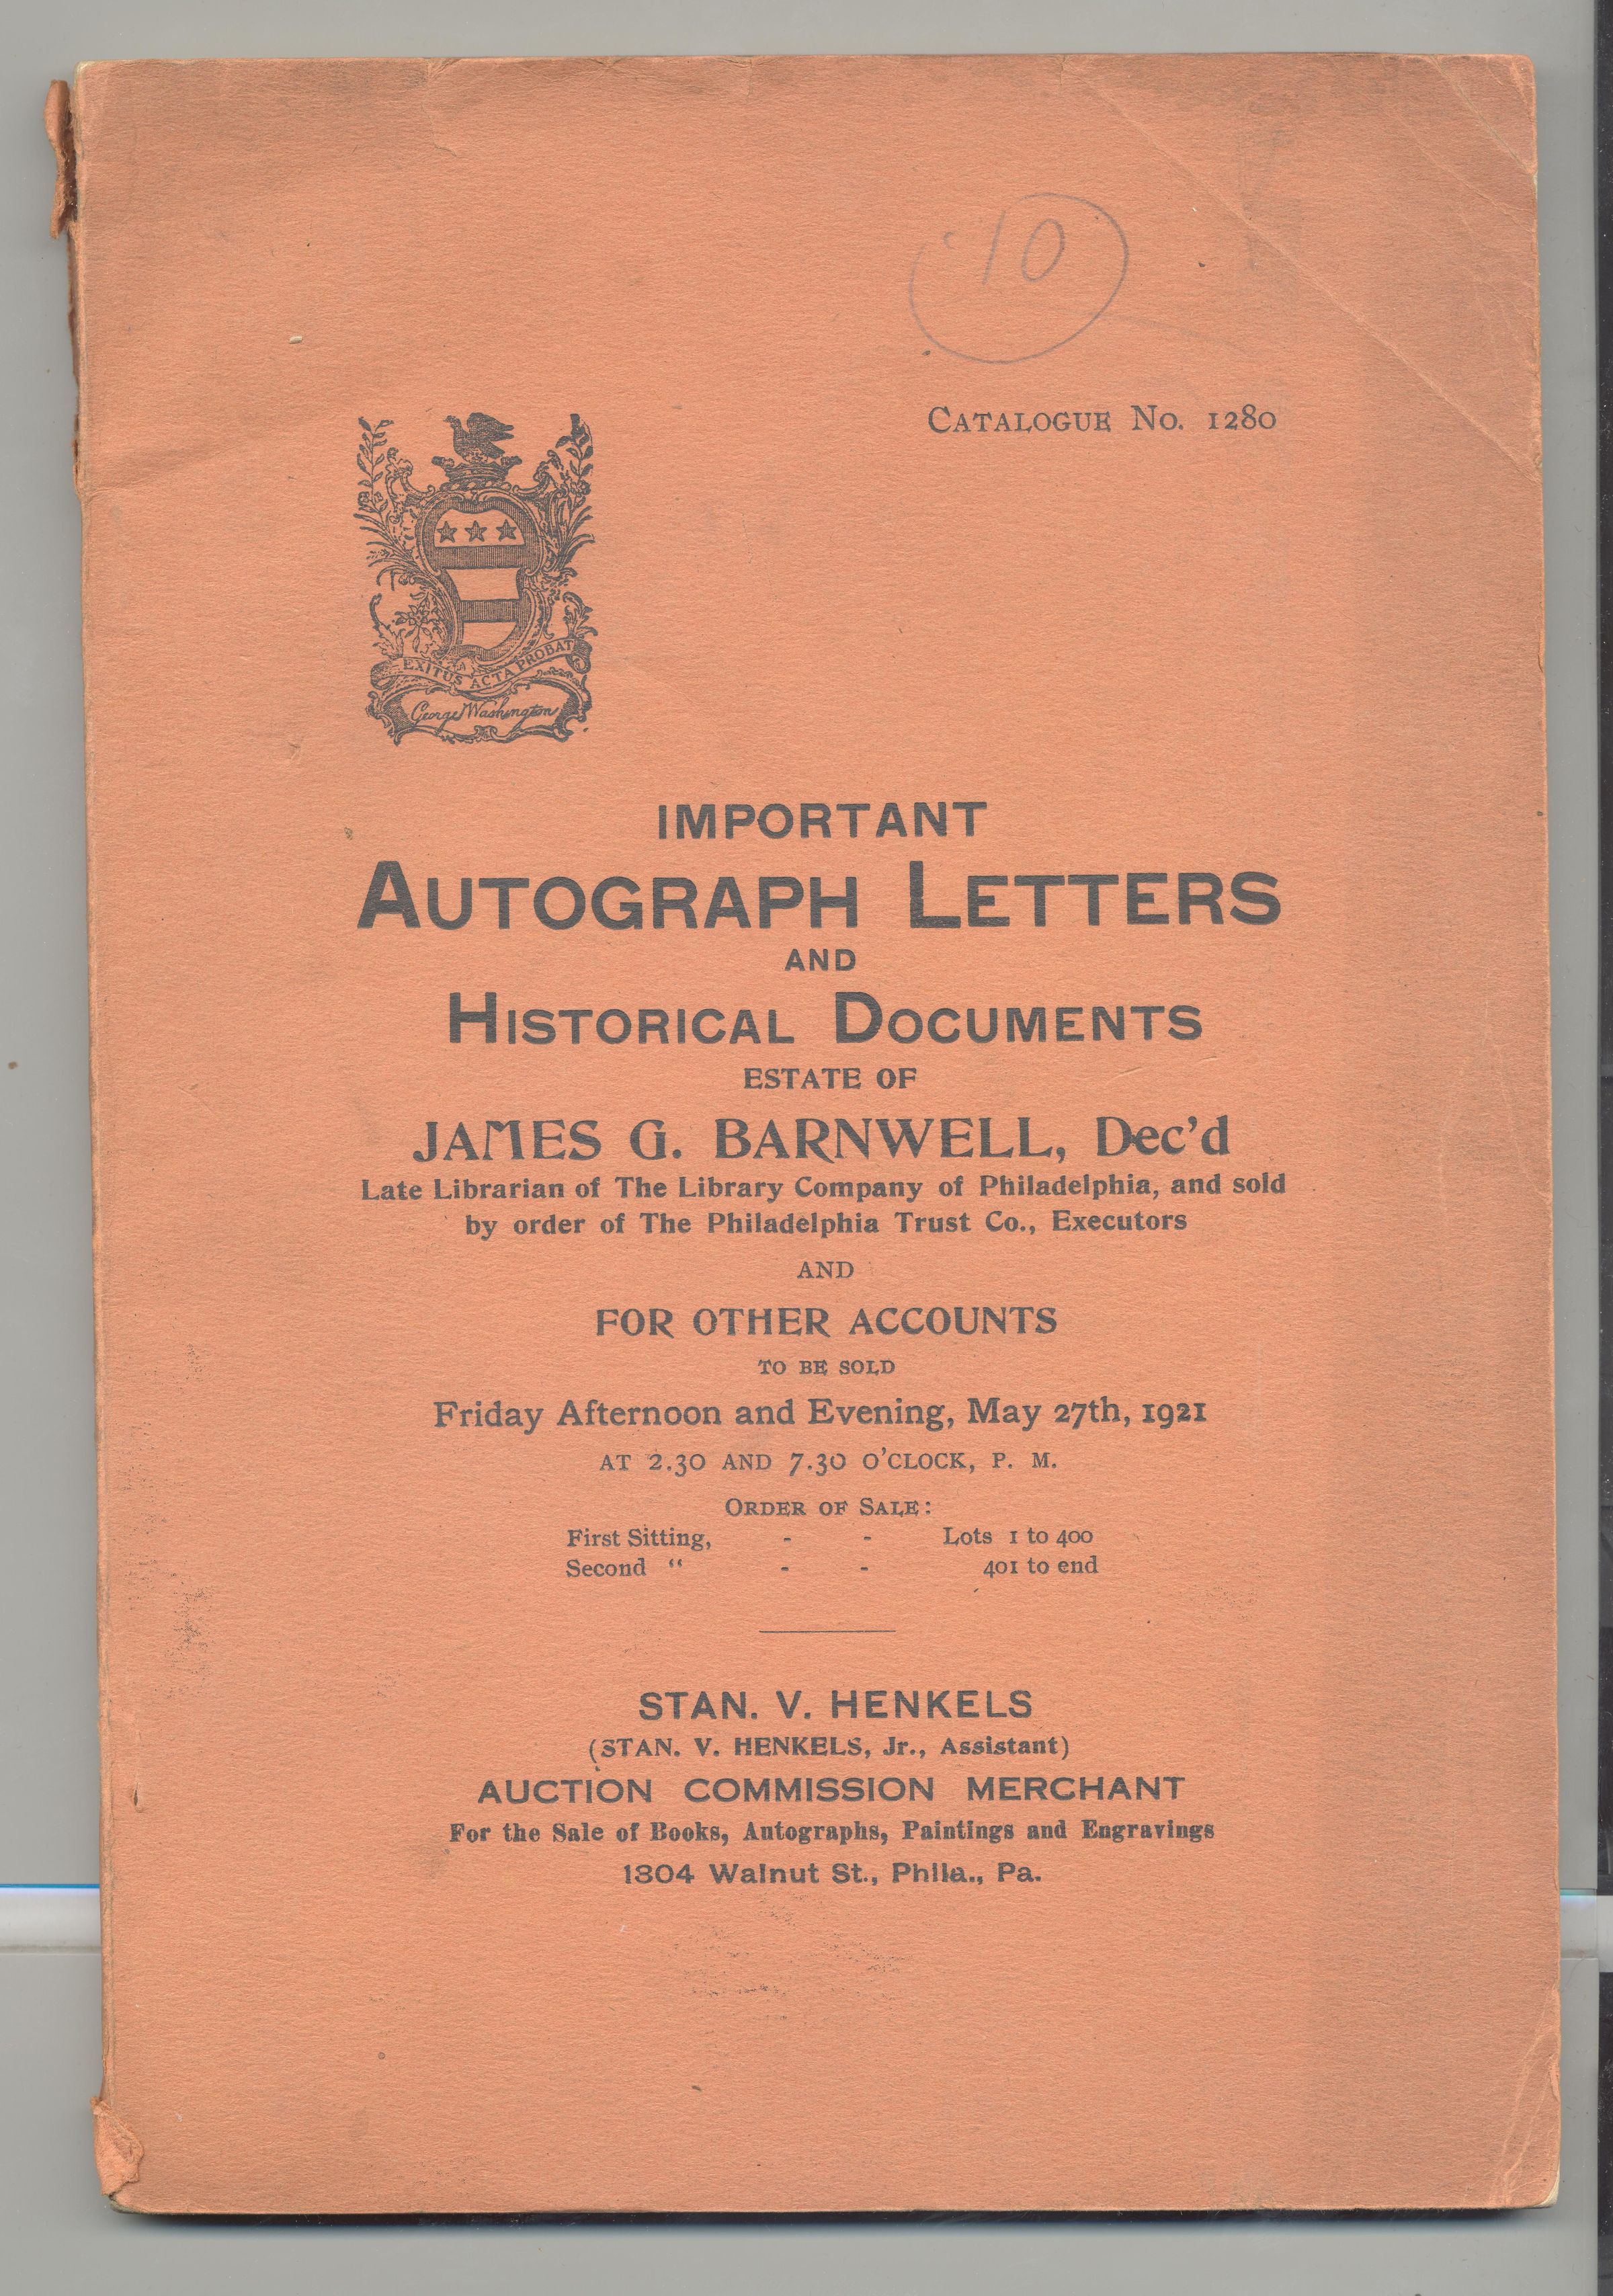 10
CATALOGUE No. 1280
EXITUS ACTA PROBAT
George Washington
IMPORTANT
AUTOGRAPH LETTERS
AND
HISTORICAL DOCUMENTS
ESTATE OF
JAMES G. BARNWELL, Dec'd
Late Librarian of The Library Company of Philadelphia, and sold
by order of The Philadelphia Trust Co., Executors
AND
FOR OTHER ACCOUNTS
TO BE SOLD
Friday Afternoon and Evening, May 27th, 1921
AT 2.30 AND 7.30 O'CLOCK, P. M.
ORDER OF SALE:
First Sitting, - - Lots 1 to 400
Second “ - - 401 to end
STAN. V. HENKELS
(STAN. V. HENKELS, Jr., Assistant)
AUCTION COMMISSION MERCHANT
For the Sale of Books, Autographs, Paintings and Engravings
1304 Walnut St., Phila., Pa.